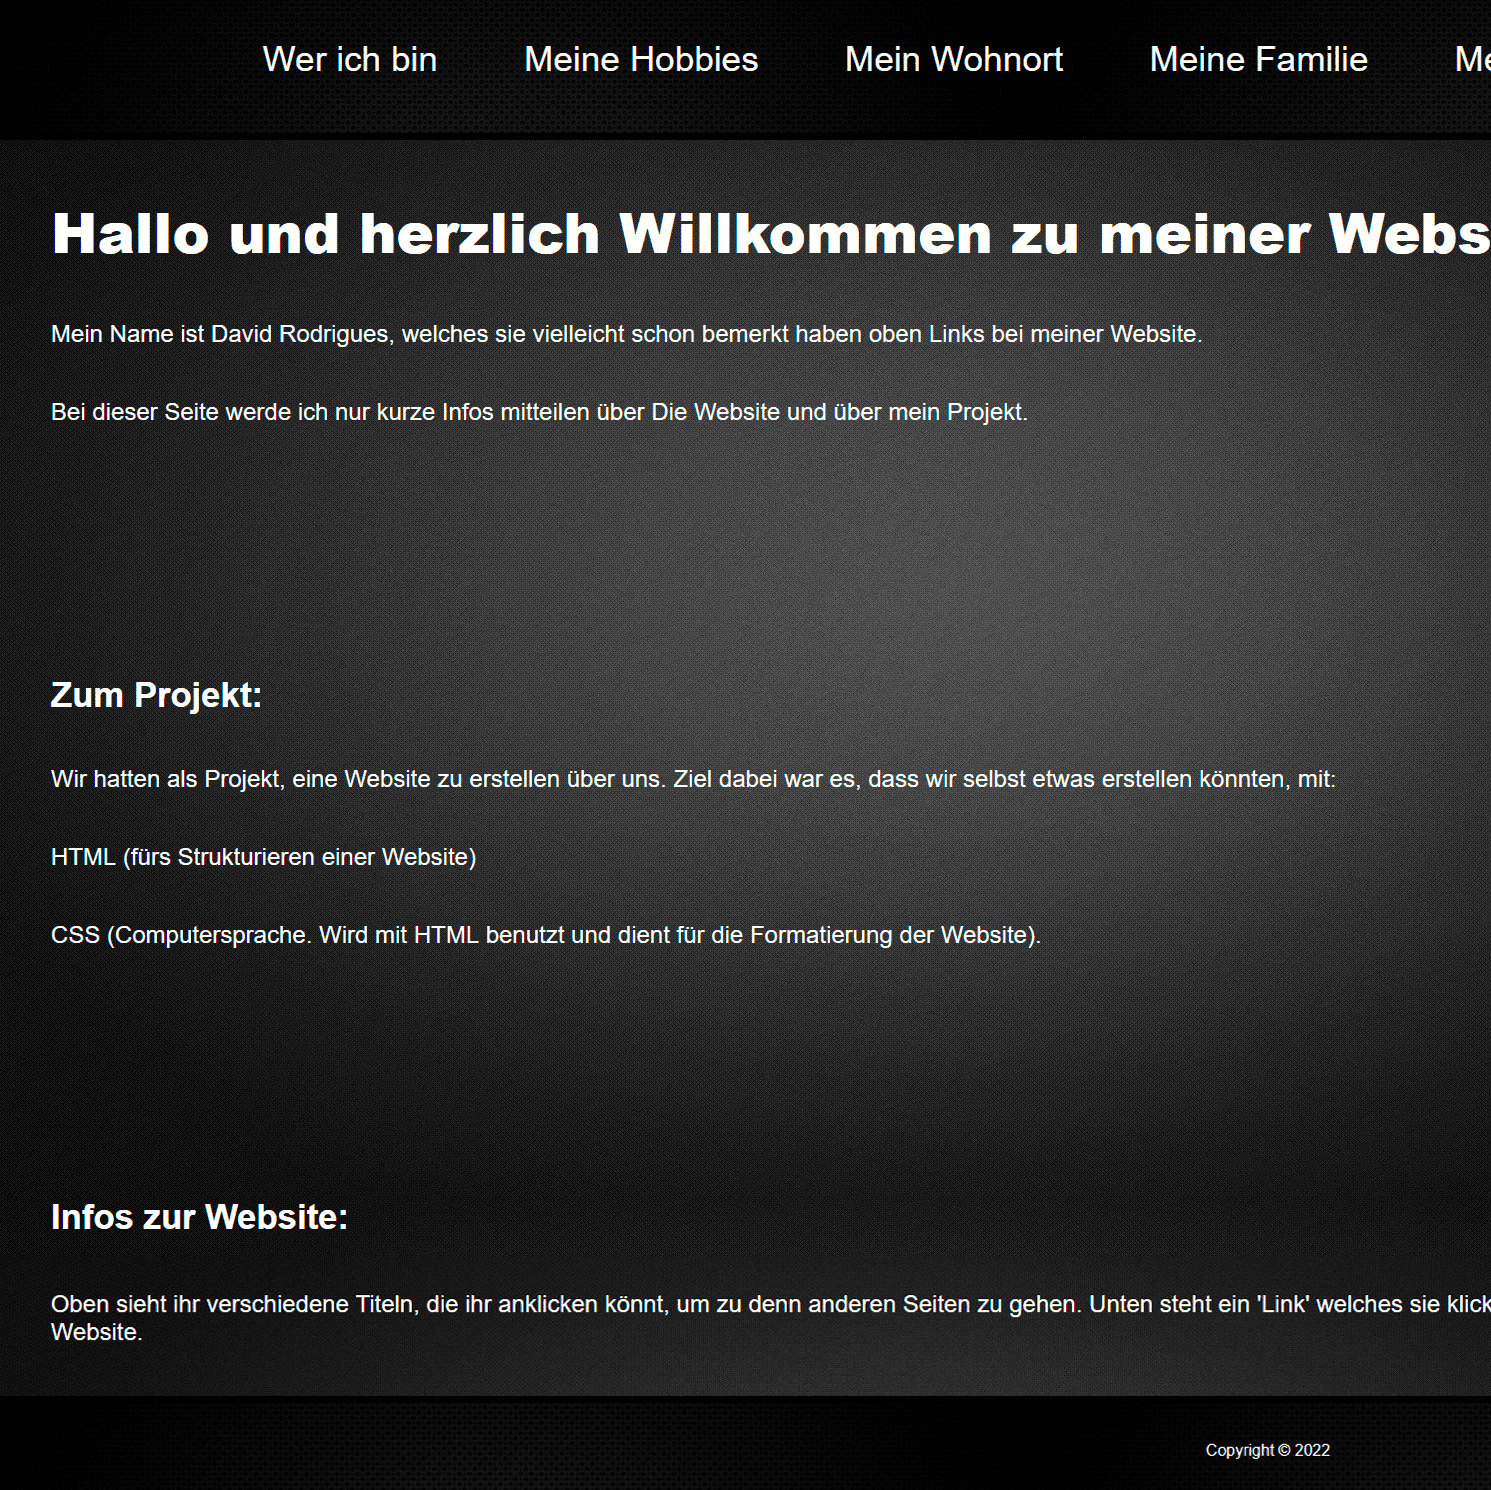 Wer ich bin Meine Hobbies Mein Wohnort Meine Familie
Hallo und herzlich Willkommen zu meiner
Mein Name ist David Rodrigues, welches sie vielleicht schon bemerkt haben oben Links bei meiner Website.
Bei dieser Seite werde ich nur kurze Infos mitteilen über Die Website und über mein Projekt.
Zum Projekt:
Wir hatten als Projekt, eine Website zu erstellen über uns. Ziel dabei war es, dass wir selbst etwas erstellen könnten, mit:
HTML (fürs Strukturieren einer Website)
CSS (Computersprache. Wird mit HTML benutzt und dient für die Formatierung der Website).
Infos zur Website:
Oben sieht ihr verschiedene Titeln, die ihr anklicken könnt, um zu denn anderen Seiten zu gehen. Unten steht ein 'Link' welches sie
Website.
Copyright © 2022